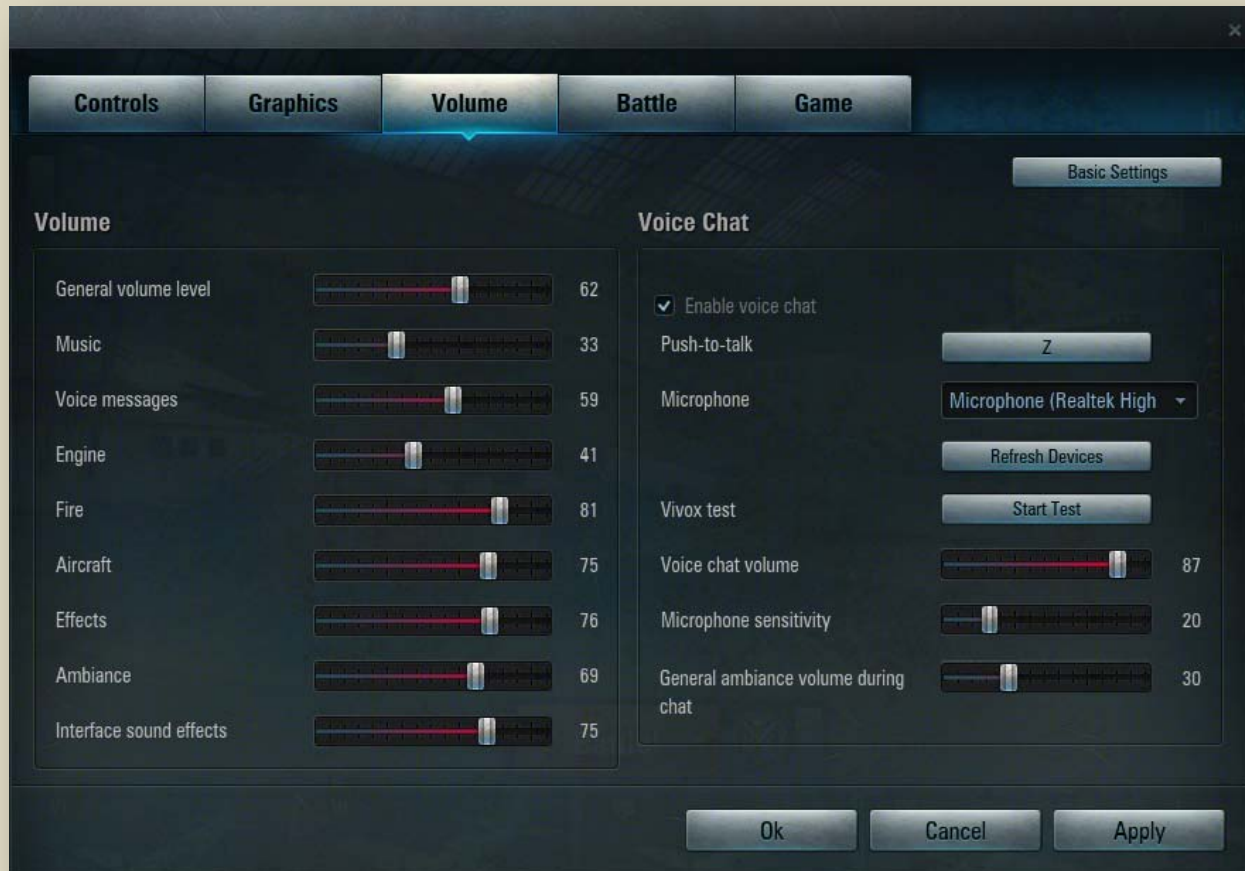 Controls Graphics Volume Battle Game
Basic Settings
Volume
General volume level 62
Music 33
Voice messages 59
Engine 41
Fire 81
Aircraft 75
Effects 76
Ambiance 69
Interface sound effects 75
Voice Chat
Enable voice chat
Push-to-talk Z
Microphone Microphone (Realtek High
Refresh Devices
Vivox test Start Test
Voice chat volume 87
Microphone sensitivity 20
General ambiance volume during
chat 30
Ok Cancel Apply